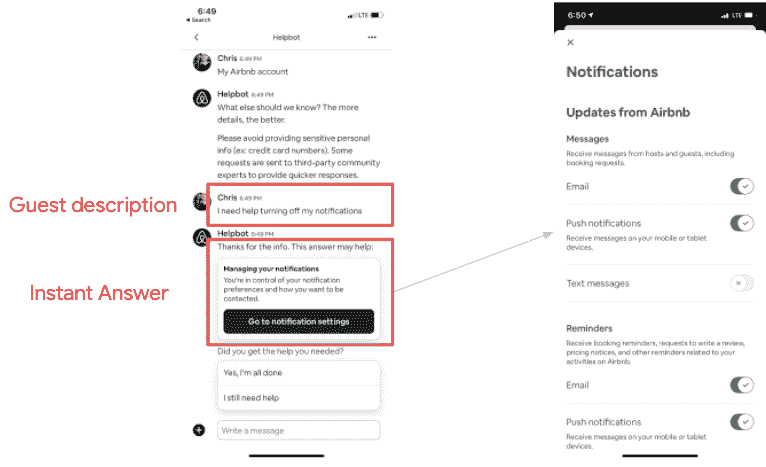 6:49
Search
LTE
Helpbot
Chris 6:49 PM
My Airbnb account
Helpbot 6:49 PM
What else should we know? The more
details, the better.
Please avoid providing sensitive personal
info (ex: credit card numbers). Some
requests are sent to third-party community
experts to provide quicker responses.
Guest description
Chris 6:49 PM
I need help turning off my notifications
Helpbot 6:49 PM
Thanks for the info. This answer may help:
Instant Answer
Managing your notifications
You're in control of your notification
preferences and how you want to be
contacted.
Go to notification settings
Did you get the help you needed?
Yes, I'm all done
I still need help
Write a message
6:50
LTE
Notifications
Updates from Airbnb
Messages
Receive messages from hosts and guests, including
booking requests.
Email
Push notifications
Receive messages on your mobile or tablet
devices.
Text messages
Reminders
Receive booking reminders, requests to write a review,
pricing notices, and other reminders related to your
activities on Airbnb.
Email
Push notifications
Receive messages on your mobile or tablet
devices.